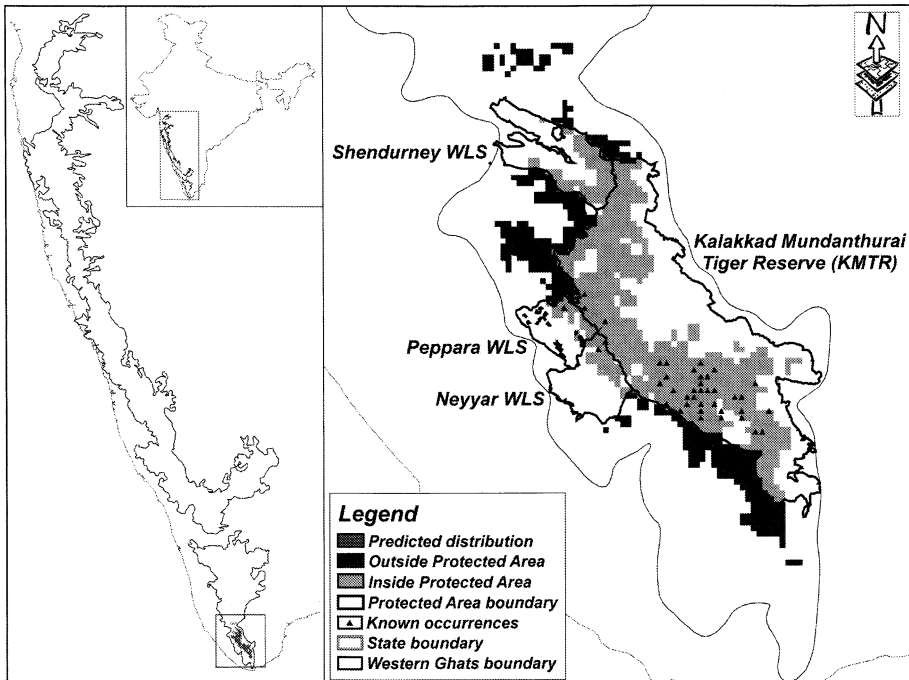 N
Shendurney WLS
Kalakkad Mundanthurai
Tiger Reserve (KMTR)
Peppara WLS
Neyyar WLS
Legend
Predicted distribution
Outside Protected Area
Inside Protected Area
Protected Area boundary
Known occurrences
State boundary
Western Ghats boundary